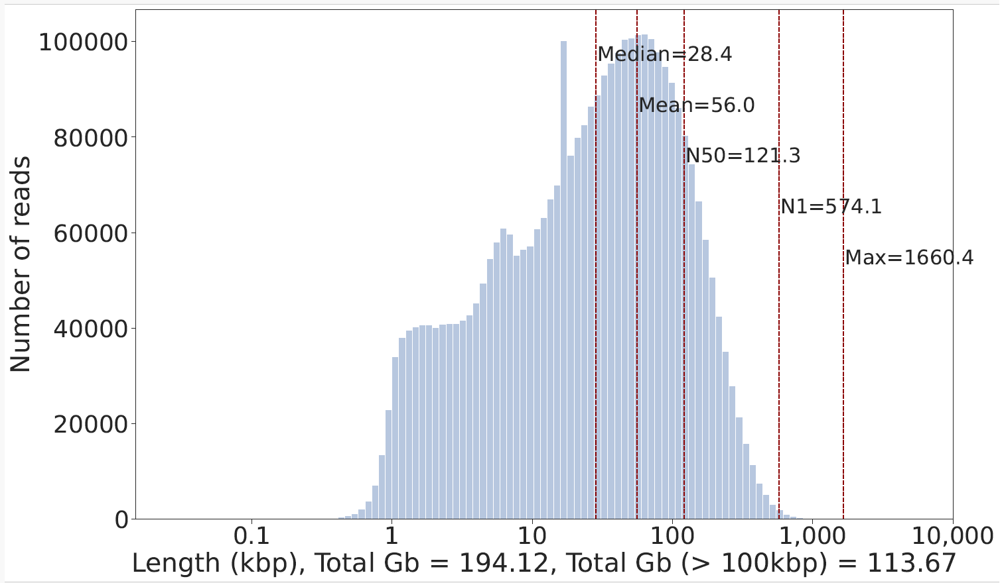 100000
80000
60000
40000
20000
0
Number of reads
Median=28.4
Mean=56.0
N50=121.3
N1=574.1
Max=1660.4
0.1 1 10 100 1,000 10,000
Length (kbp), Total Gb = 194.12, Total Gb (> 100kbp) = 113.67